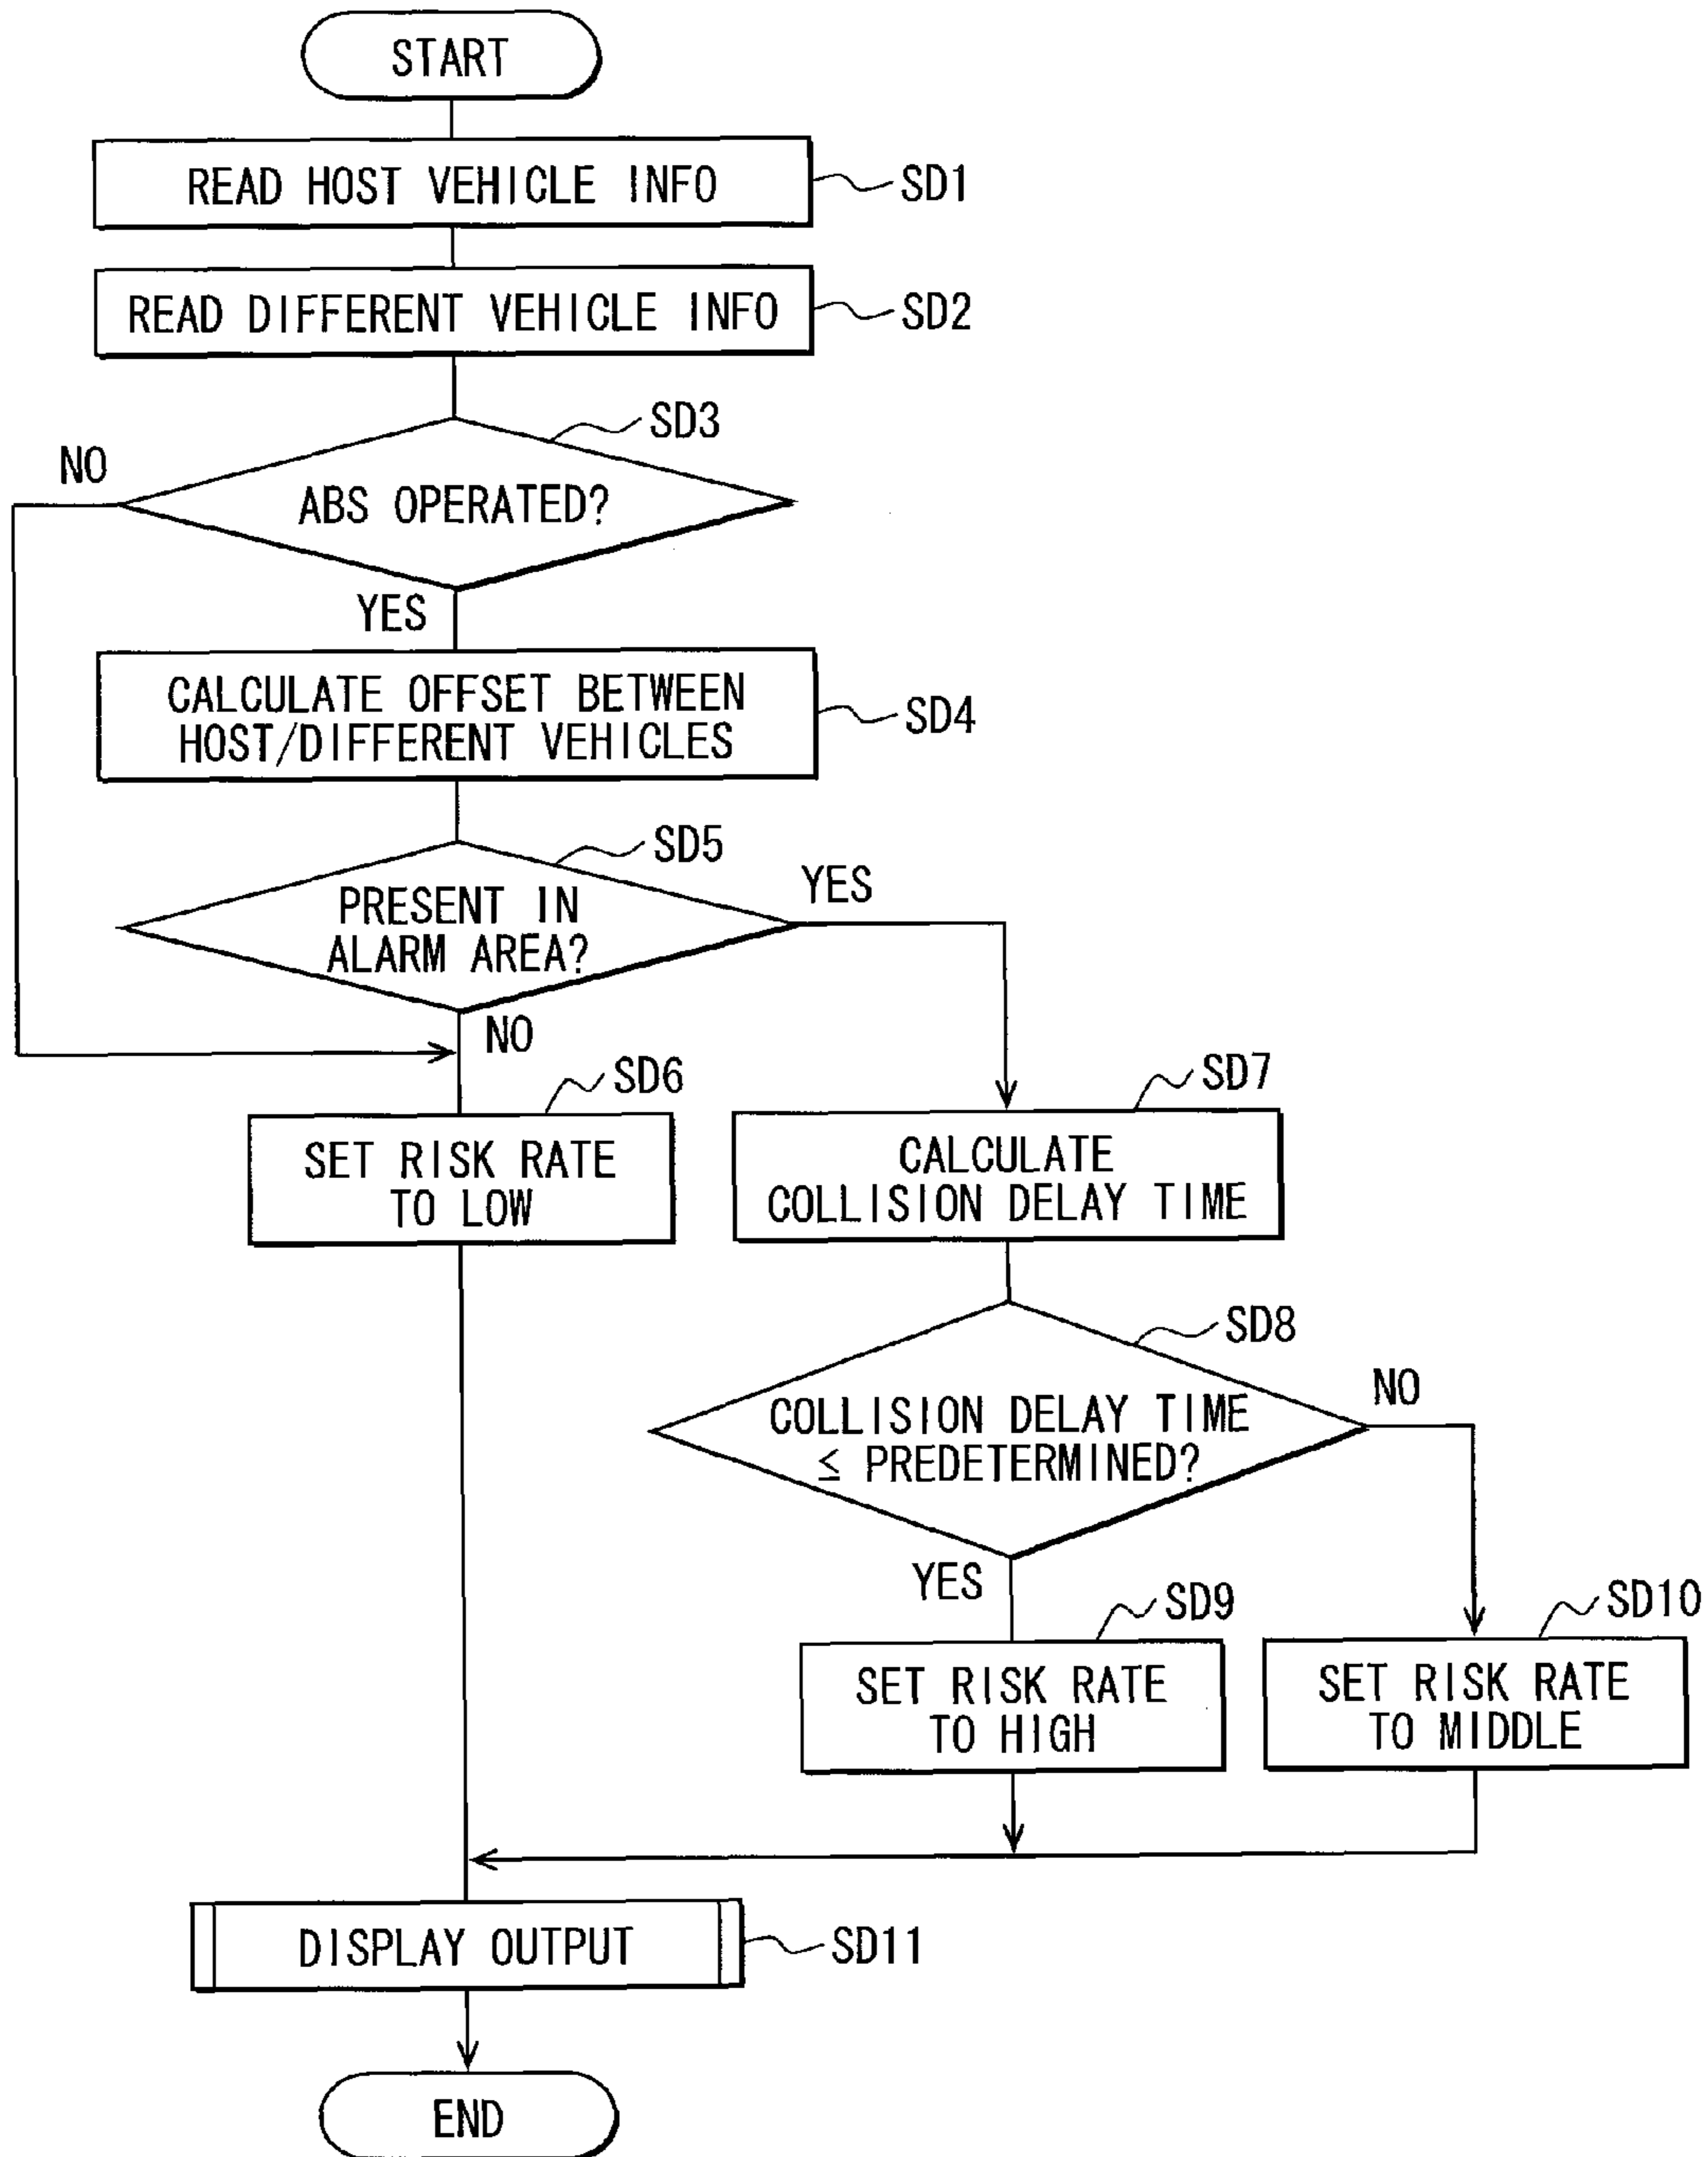 START
READ HOST VEHICLE INFO
SD1
READ DIFFERENT VEHICLE INFO
SD2
SD3
NO
ABS OPERATED?
YES
CALCULATE OFFSET BETWEEN
HOST/DIFFERENT VEHICLES
SD4
SD5
YES
PRESENT IN
ALARM AREA?
NO
SD6
SET RISK RATE
TO LOW
SD7
CALCULATE
COLLISION DELAY TIME
SD8
NO
COLLISION DELAY TIME
≤ PREDETERMINED?
YES
SD9
SET RISK RATE
TO HIGH
SD10
SET RISK RATE
TO MIDDLE
DISPLAY OUTPUT
SD11
END